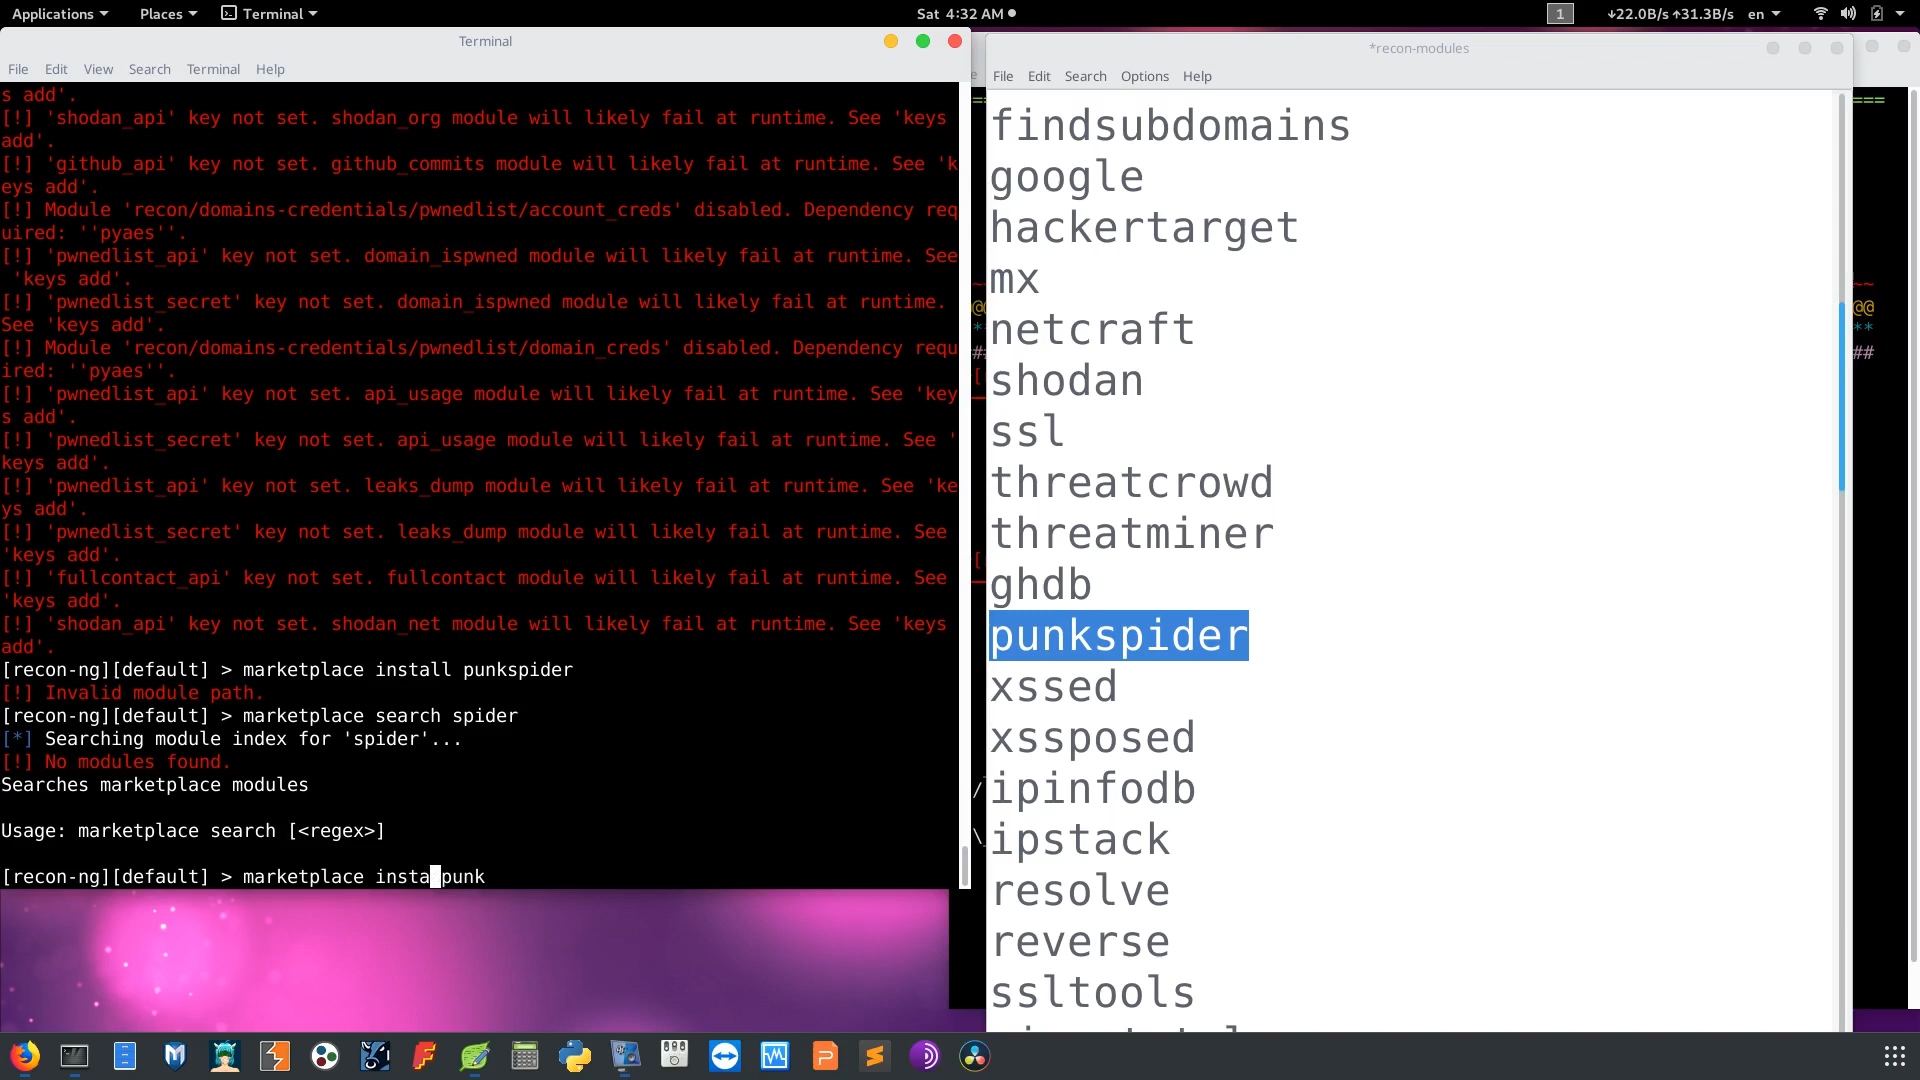 Applications
Places
Terminal
Sat 4:32 AM
1
↓22.0B/s ↑31.3B/s
en
Terminal
File Edit View Search Terminal Help
s add'.
[!] 'shodan_api' key not set. shodan_org module will likely fail at runtime. See 'keys
add'.
[!] 'github_api' key not set. github_commits module will likely fail at runtime. See 'k
eys add'.
[!] Module 'recon/domains-credentials/pwnedlist/account_creds' disabled. Dependency req
uired: ''pyaes''.
[!] 'pwnedlist_api' key not set. domain_ispwned module will likely fail at runtime. See
'keys add'.
[!] 'pwnedlist_secret' key not set. domain_ispwned module will likely fail at runtime.
See 'keys add'.
[!] Module 'recon/domains-credentials/pwnedlist/domain_creds' disabled. Dependency requ
ired: ''pyaes''.
[!] 'pwnedlist_api' key not set. api_usage module will likely fail at runtime. See 'key
s add'.
[!] 'pwnedlist_secret' key not set. api_usage module will likely fail at runtime. See '
keys add'.
[!] 'pwnedlist_api' key not set. leaks_dump module will likely fail at runtime. See 'ke
ys add'.
[!] 'pwnedlist_secret' key not set. leaks_dump module will likely fail at runtime. See
'keys add'.
[!] 'fullcontact_api' key not set. fullcontact module will likely fail at runtime. See
'keys add'.
[!] 'shodan_api' key not set. shodan_net module will likely fail at runtime. See 'keys
add'.
[recon-ng][default] > marketplace install punkspider
[!] Invalid module path.
[recon-ng][default] > marketplace search spider
[*] Searching module index for 'spider'...
[!] No modules found.
Searches marketplace modules
Usage: marketplace search [<regex>]
[recon-ng][default] > marketplace insta punk
*recon-modules
File Edit Search Options Help
findsubdomains
google
hackertarget
mx
netcraft
shodan
ssl
threatcrowd
threatminer
ghdb
punkspider
xssed
xssposed
ipinfodb
ipstack
resolve
reverse
ssltools